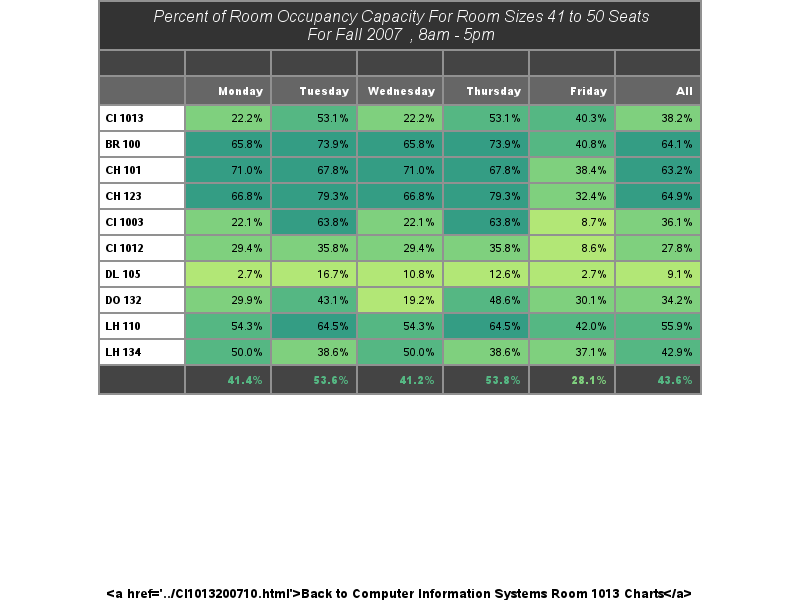 Percent of Room Occupancy Capacity For Room Sizes 41 to 50 Seats
For Fall 2007 , 8am - 5pm
Monday Tuesday Wednesday Thursday Friday All
CI 1013 22.2% 53.1% 22.2% 53.1% 40.3% 38.2%
BR 100 65.8% 73.9% 65.8% 73.9% 40.8% 64.1%
CH 101 71.0% 67.8% 71.0% 67.8% 38.4% 63.2%
CH 123 66.8% 79.3% 66.8% 79.3% 32.4% 64.9%
CI 1003 22.1% 63.8% 22.1% 63.8% 8.7% 36.1%
CI 1012 29.4% 35.8% 29.4% 35.8% 8.6% 27.8%
DL 105 2.7% 16.7% 10.8% 12.6% 2.7% 9.1%
DO 132 29.9% 43.1% 19.2% 48.6% 30.1% 34.2%
LH 110 54.3% 64.5% 54.3% 64.5% 42.0% 55.9%
LH 134 50.0% 38.6% 50.0% 38.6% 37.1% 42.9%
41.4% 53.6% 41.2% 53.8% 28.1% 43.6%
<a href='../CI1013200710.html'>Back to Computer Information Systems Room 1013 Charts</a>